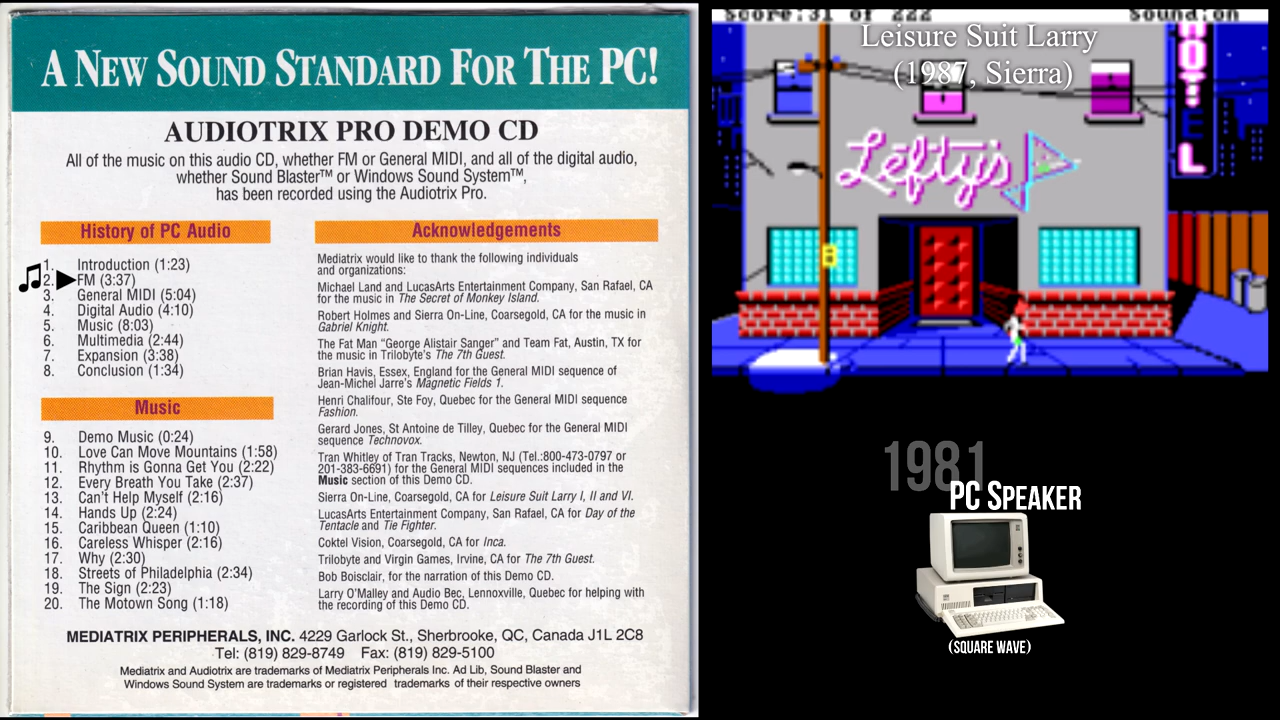 A NEW SOUND STANDARD FOR THE PC!
AUDIOTRIX PRO DEMO CD
All of the music on this audio CD, whether FM or General MIDI, and all of the digital audio,
whether Sound Blaster™ or Windows Sound System™,
has been recorded using the Audiotrix Pro.
History of PC Audio
1. Introduction (1:23)
2. FM (3:37)
3. General MIDI (5:04)
4. Digital Audio (4:10)
5. Music (8:03)
6. Multimedia (2:44)
7. Expansion (3:38)
8. Conclusion (1:34)
Music
9. Demo Music (0:24)
10. Love Can Move Mountains (1:58)
11. Rhythm is Gonna Get You (2:22)
12. Every Breath You Take (2:37)
13. Can't Help Myself (2:16)
14. Hands Up (2:24)
15. Caribbean Queen (1:10)
16. Careless Whisper (2:16)
17. Why (2:30)
18. Streets of Philadelphia (2:34)
19. The Sign (2:23)
20. The Motown Song (1:18)
Acknowledgements
Mediatrix would like to thank the following individuals
and organizations:
Michael Land and LucasArts Entertainment Company, San Rafael, CA
for the music in The Secret of Monkey Island.
Robert Holmes and Sierra On-Line, Coarsegold, CA for the music in
Gabriel Knight.
The Fat Man “George Alistair Sanger” and Team Fat, Austin, TX for
the music in Trilobyte's The 7th Guest.
Brian Havis, Essex, England for the General MIDI sequence of
Jean-Michel Jarre's Magnetic Fields 1.
Henri Chalifour, Ste Foy, Quebec for the General MIDI sequence
Fashion.
Gerard Jones, St Antoine de Tilley, Quebec for the General MIDI
sequence Technovox.
Tran Whitley of Tran Tracks, Newton, NJ (Tel.:800-473-0797 or
201-383-6691) for the General MIDI sequences included in the
Music section of this Demo CD.
Sierra On-Line, Coarsegold, CA for Leisure Suit Larry I, II and VI.
LucasArts Entertainment Company, San Rafael, CA for Day of the
Tentacle and Tie Fighter.
Coktel Vision, Coarsegold, CA for Inca.
Trilobyte and Virgin Games, Irvine, CA for The 7th Guest.
Bob Boisclair, for the narration of this Demo CD.
Larry O'Malley and Audio Bec, Lennoxville, Quebec for helping with
the recording of this Demo CD.
MEDIATRIX PERIPHERALS, INC. 4229 Garlock St., Sherbrooke, QC, Canada J1L 2C8
Tel: (819) 829-8749 Fax: (819) 829-5100
Mediatrix and Audiotrix are trademarks of Mediatrix Peripherals Inc. Ad Lib, Sound Blaster and
Windows Sound System are trademarks or registered trademarks of their respective owners
Score:31 of 222 Sound:on
Leisure Suit Larry
(1987, Sierra)
HOTEL
Lefty's
8
1981
PC SPEAKER
(SQUARE WAVE)